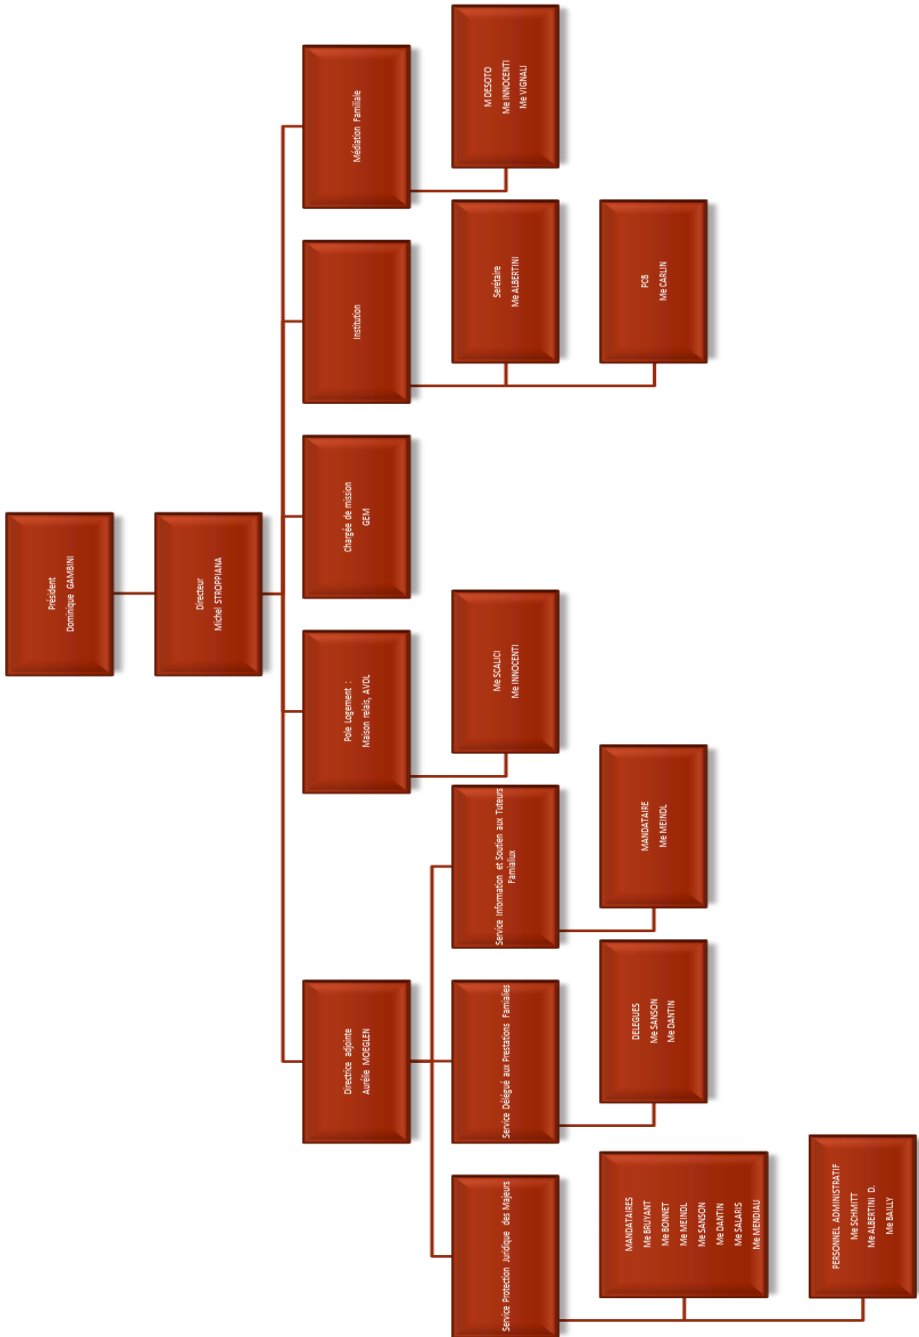 Président
Dominique GAMBINI
Directeur
Michel STROPPIANA
Directrice adjointe
Aurélie MOEGLEN
Pole Logement :
Maison relais, AVDL
Chargée de mission
GEM
Institution
Médiation Familiale
Service Protection Juridique des Majeurs
Service Délégué aux Prestations Familales
Service Information et Soutien aux Tuteurs
Familiaux
Me SCALICI
Me INNOCENTI
Serétaire
Me ALBERTINI
M DESOTO
Me INNOCENTI
Me VIGNALI
MANDATAIRES
Me BRUYANT
Me BONNET
Me MEINDL
Me SANSON
Me DANTIN
Me SALARIS
Me MENDIAU
DELEGUES
Me SANSON
Me DANTIN
MANDATAIRE
Me MEINDL
PCB
Me CARLIN
PERSONNEL ADMINISTRATIF
Me SCHMITT
Me ALBERTINI D.
Me BAILLY